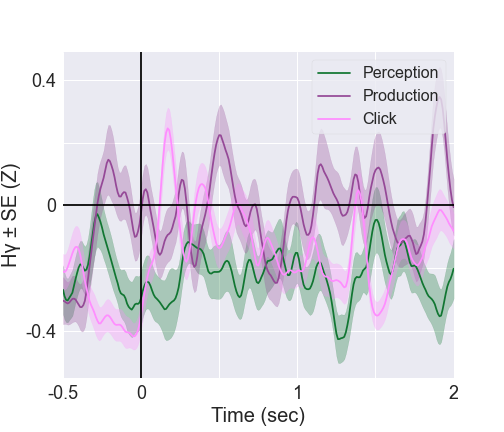 Perception
Production
Click
Hγ ± SE (Z)
0.4
0
-0.4
-0.5
0
1
2
Time (sec)